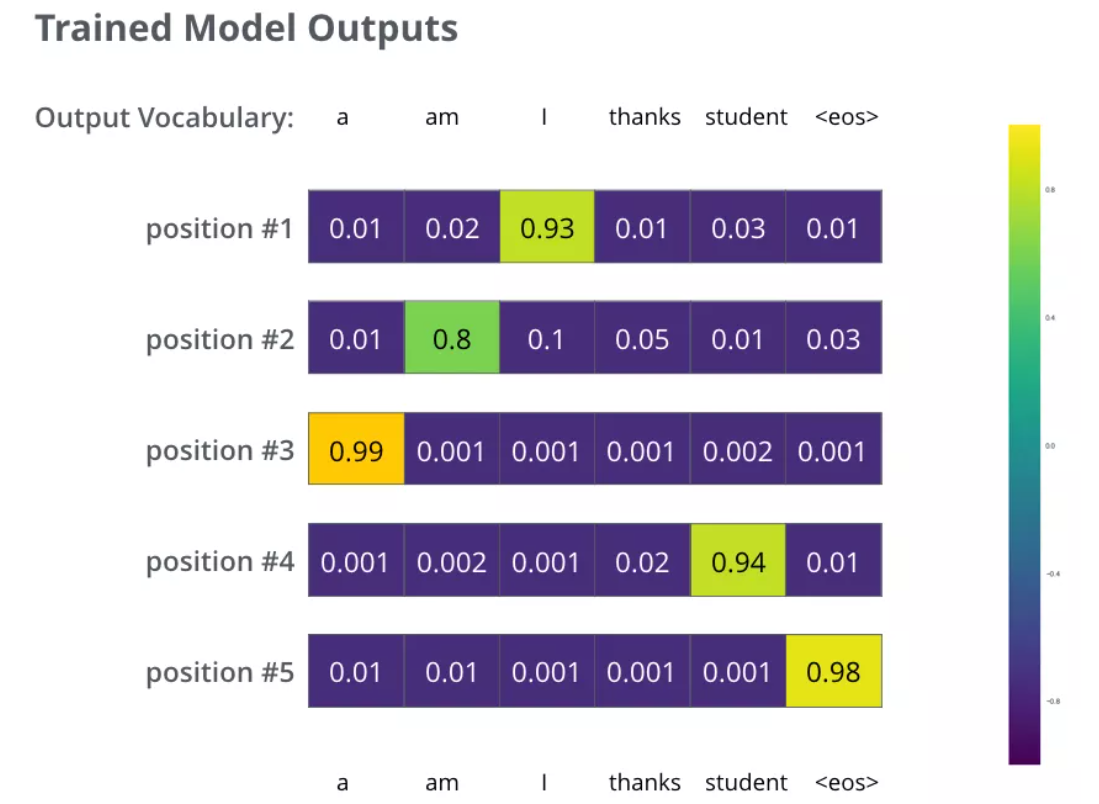 Trained Model Outputs
Output Vocabulary: a am I thanks student <eos>
position #1 0.01 0.02 0.93 0.01 0.03 0.01
position #2 0.01 0.8 0.1 0.05 0.01 0.03
position #3 0.99 0.001 0.001 0.001 0.002 0.001
position #4 0.001 0.002 0.001 0.02 0.94 0.01
position #5 0.01 0.01 0.001 0.001 0.001 0.98
a am I thanks student <eos>
0.8
0.4
0.0
−0.4
−0.8